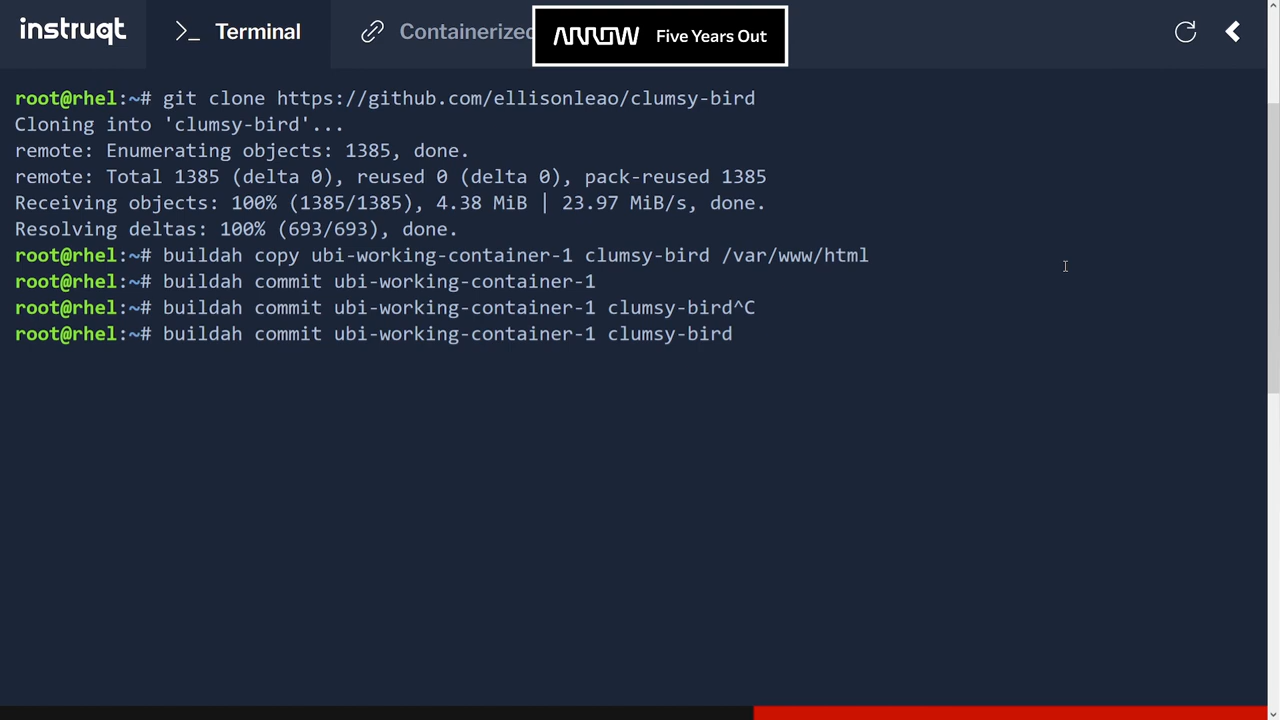 instruqt
>_ Terminal
Containerized
ARROW Five Years Out
root@rhel:~# git clone https://github.com/ellisonleao/clumsy-bird
Cloning into 'clumsy-bird'...
remote: Enumerating objects: 1385, done.
remote: Total 1385 (delta 0), reused 0 (delta 0), pack-reused 1385
Receiving objects: 100% (1385/1385), 4.38 MiB | 23.97 MiB/s, done.
Resolving deltas: 100% (693/693), done.
root@rhel:~# buildah copy ubi-working-container-1 clumsy-bird /var/www/html
root@rhel:~# buildah commit ubi-working-container-1
root@rhel:~# buildah commit ubi-working-container-1 clumsy-bird^C
root@rhel:~# buildah commit ubi-working-container-1 clumsy-bird